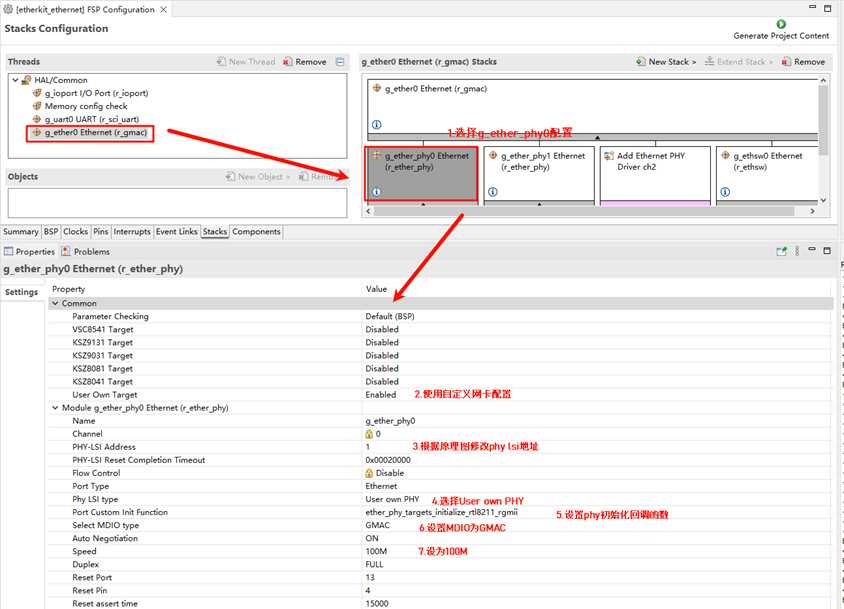 [etherkit_ethernet] FSP Configuration
Stacks Configuration
Generate Project Content
Threads
New Thread
Remove
HAL/Common
g_ioport I/O Port (r_ioport)
Memory config check
g_uart0 UART (r_sci_uart)
g_ether0 Ethernet (r_gmac)
Objects
New Object >
Remove
g_ether0 Ethernet (r_gmac) Stacks
New Stack >
Extend Stack >
Remove
g_ether0 Ethernet (r_gmac)
1.选择g_ether_phy0配置
g_ether_phy0 Ethernet
(r_ether_phy)
g_ether_phy1 Ethernet
(r_ether_phy)
Add Ethernet PHY
Driver ch2
g_ethsw0 Ethernet
(r_ethsw)
Summary BSP Clocks Pins Interrupts Event Links Stacks Components
Properties Problems
g_ether_phy0 Ethernet (r_ether_phy)
Settings
Property Value
Common
Parameter Checking Default (BSP)
VSC8541 Target Disabled
KSZ9131 Target Disabled
KSZ9031 Target Disabled
KSZ8081 Target Disabled
KSZ8041 Target Disabled
User Own Target Enabled 2.使用自定义网卡配置
Module g_ether_phy0 Ethernet (r_ether_phy)
Name g_ether_phy0
Channel 0
PHY-LSI Address 1 3.根据原理图修改phy lsi地址
PHY-LSI Reset Completion Timeout 0x00020000
Flow Control Disable
Port Type Ethernet
Phy LSI type User own PHY 4.选择User own PHY
Port Custom Init Function ether_phy_targets_initialize_rtl8211_rgmii 5.设置phy初始化回调函数
Select MDIO type GMAC 6.设置MDIO为GMAC
Auto Negotiation ON
Speed 100M 7.设为100M
Duplex FULL
Reset Port 13
Reset Pin 4
Reset assert time 15000